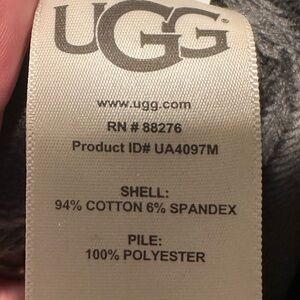 UGG
www.ugg.com
RN # 88276
Product ID# UA4097M
SHELL:
94% COTTON 6% SPANDEX
PILE:
100% POLYESTER